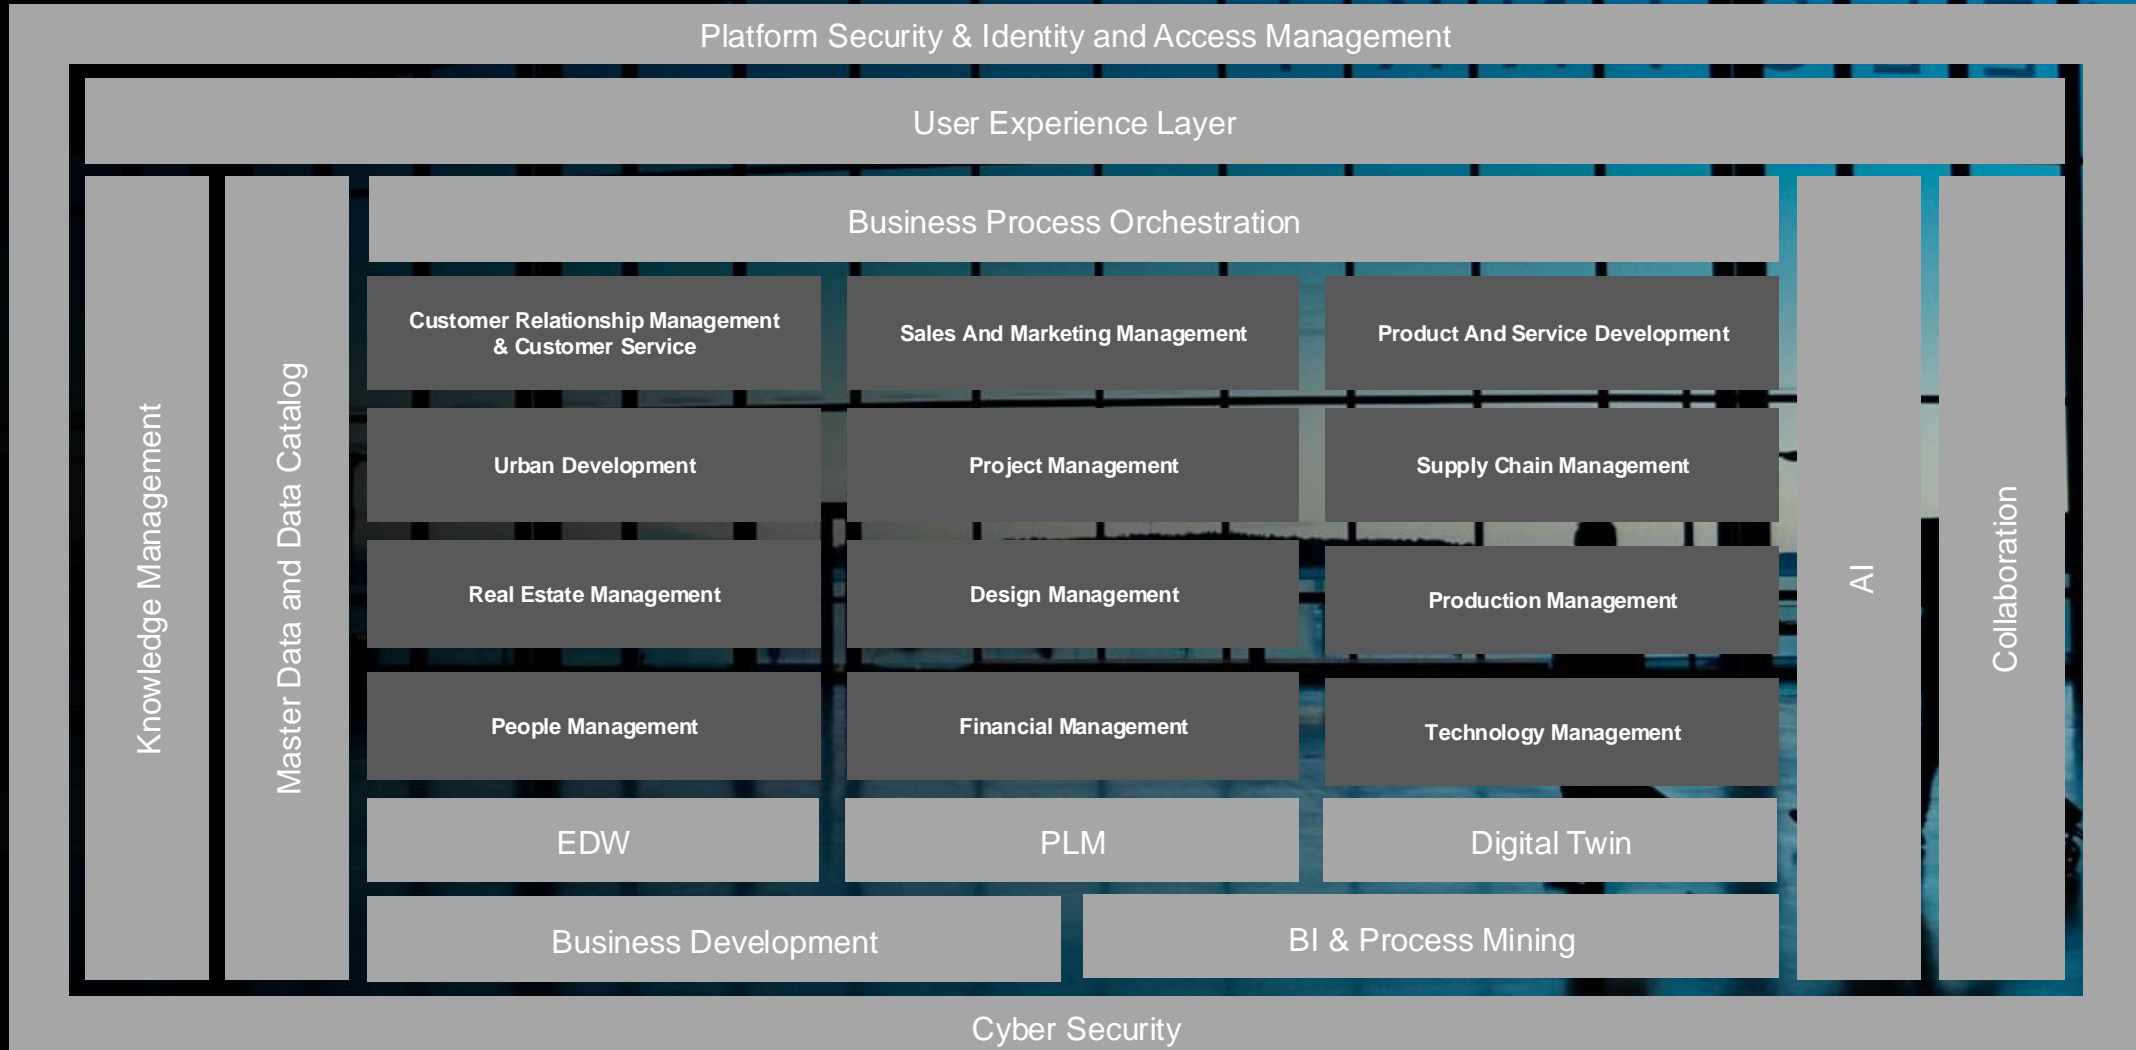 Platform Security & Identity and Access Management
User Experience Layer
Knowledge Management
Master Data and Data Catalog
Business Process Orchestration
Customer Relationship Management
& Customer Service
Sales And Marketing Management
Product And Service Development
Urban Development
Project Management
Supply Chain Management
Real Estate Management
Design Management
Production Management
People Management
Financial Management
Technology Management
EDW
PLM
Digital Twin
Business Development
BI & Process Mining
AI
Collaboration
Cyber Security